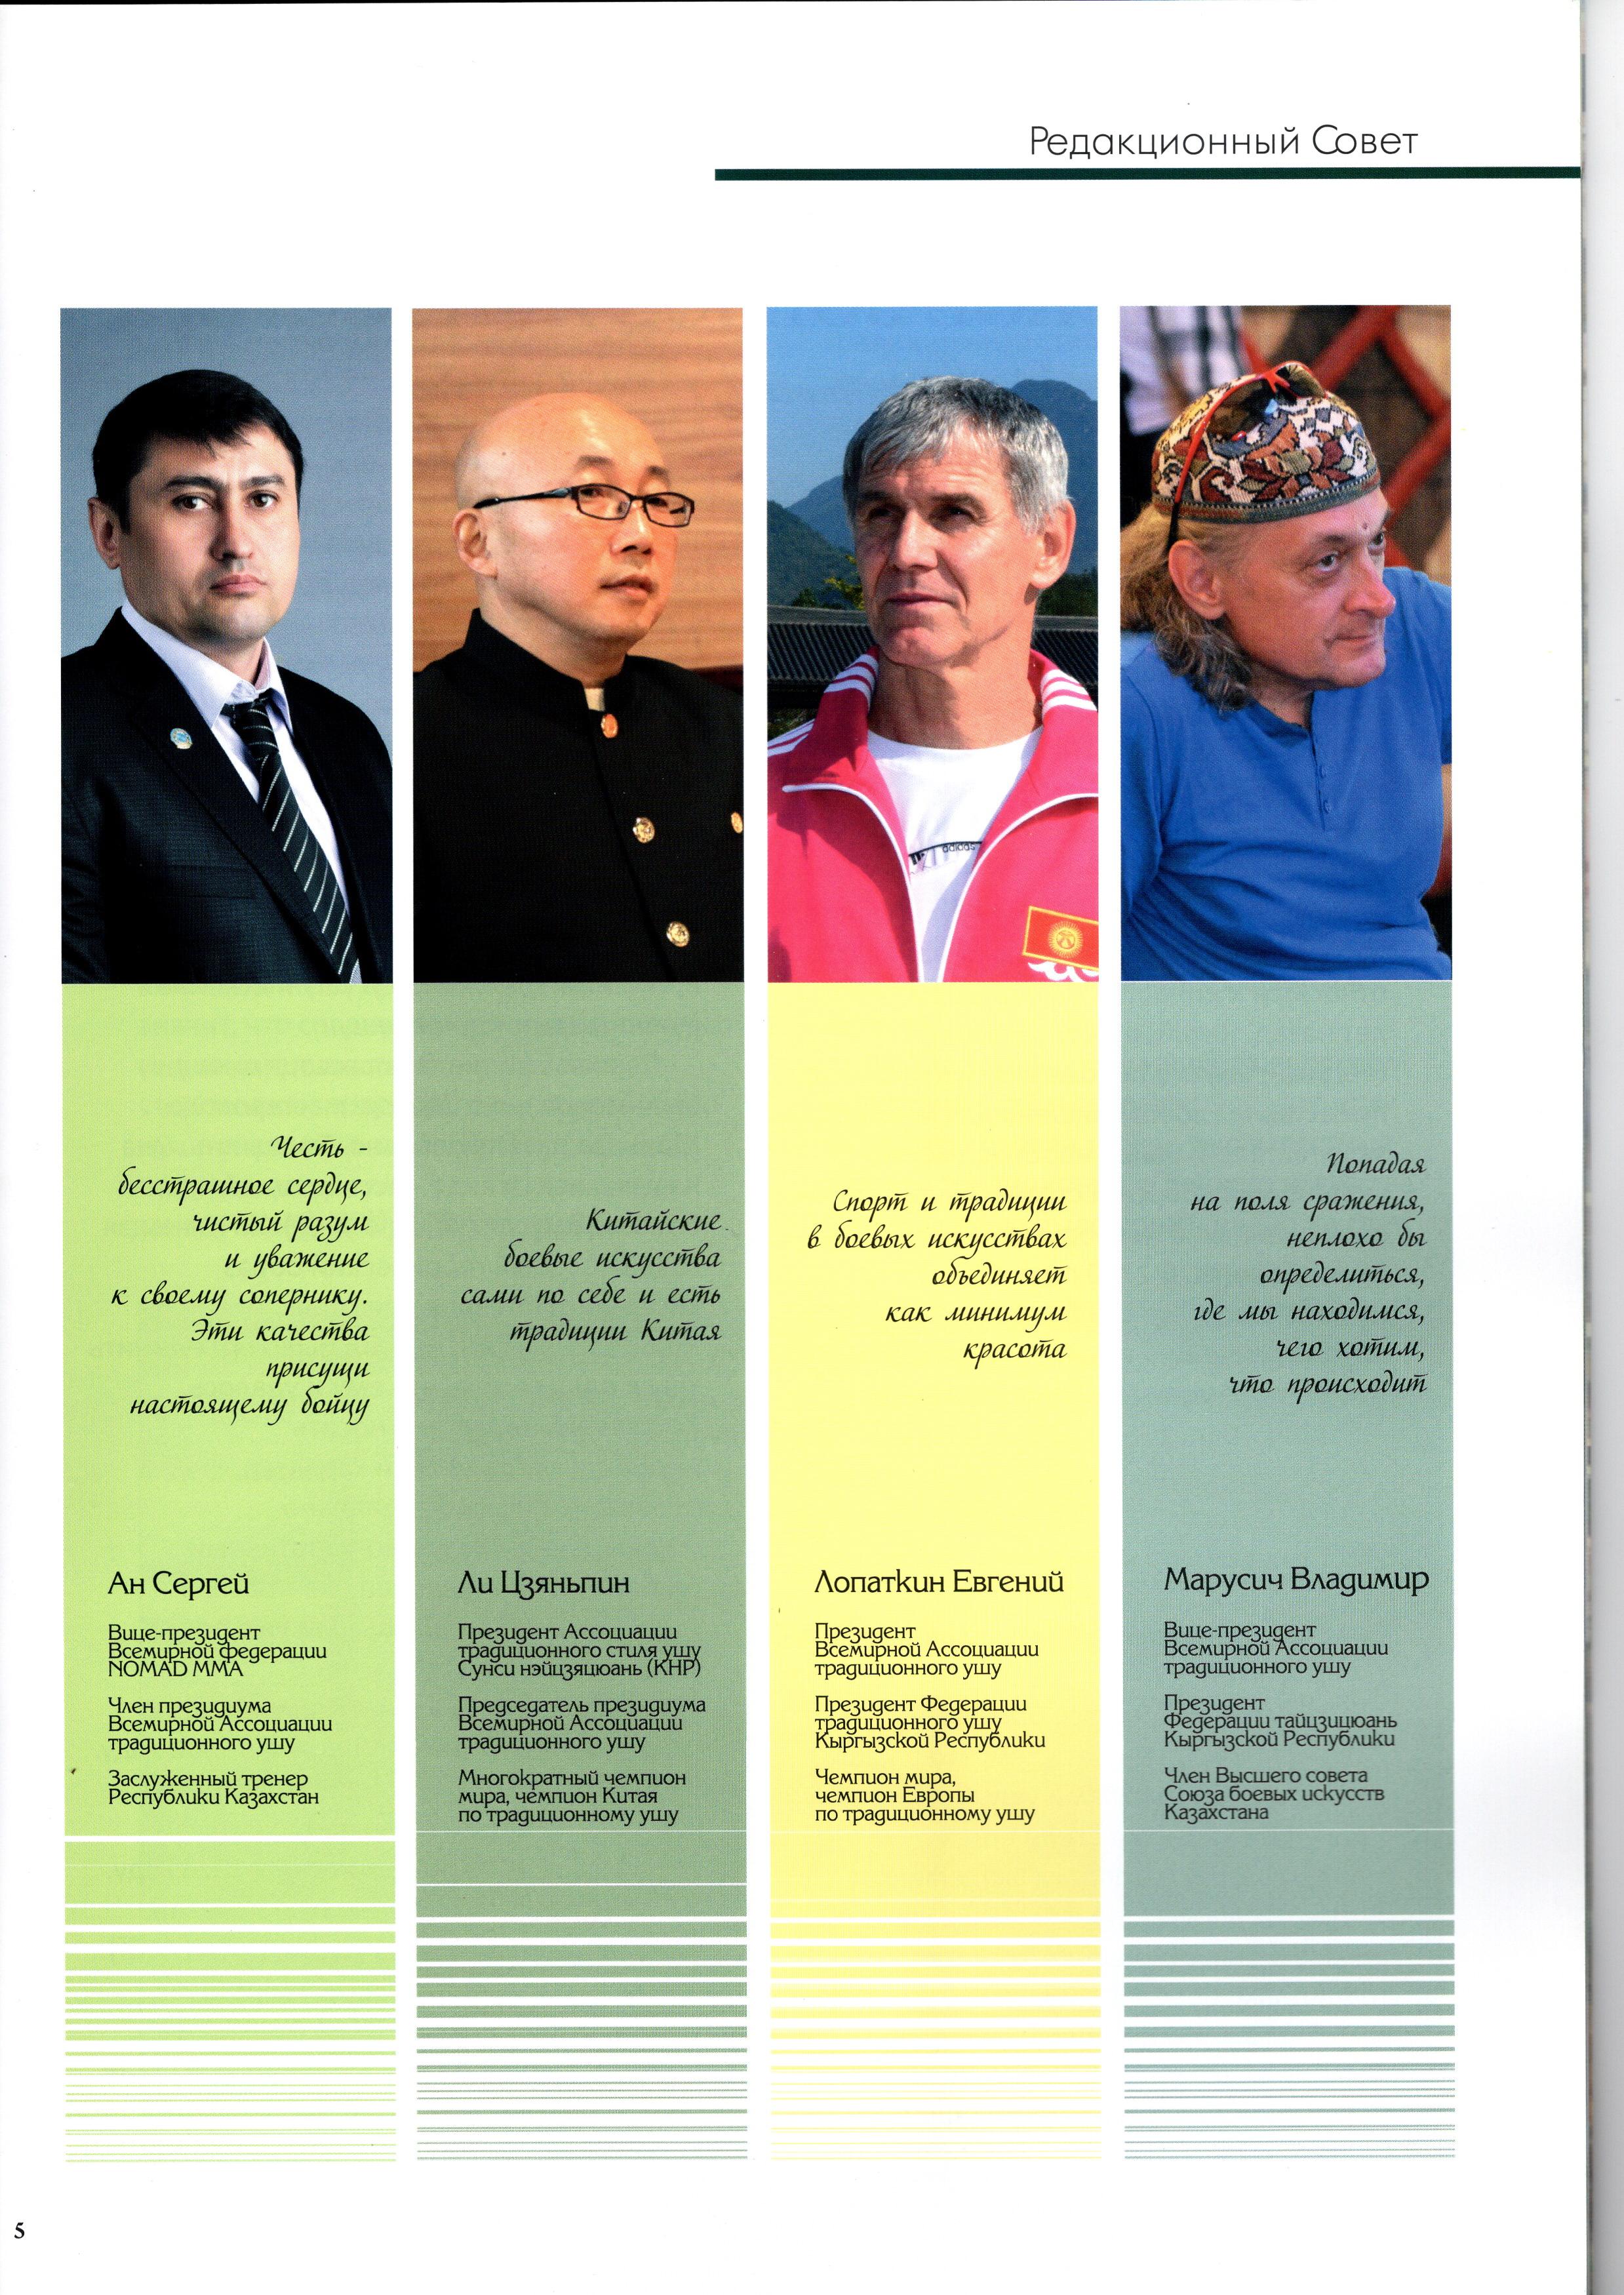 Редакционный Совет
adidas
Честь -
бесстрашное сердце,
чистый разум
и уважение
к своему сопернику.
Эти качества
присущи
настоящему бойцу
Ан Сергей
Вице-президент
Всемирной федерации
NOMAD MMA
Член президиума
Всемирной Ассоциации
традиционного ушу
Заслуженный тренер
Республики Казахстан
Китайские
боевые искусства
сами по себе и есть
традиции Китая
Ли Цзяньпин
Президент Ассоциации
традиционного стиля ушу
Сунси нэйцзяцюань (КНР)
Председатель президиума
Всемирной Ассоциации
традиционного ушу
Многократный чемпион
мира, чемпион Китая
по традиционному ушу
Спорт и традиции
в боевых искусствах
объединяет
как минимум
красота
Лопаткин Евгений
Президент
Всемирной Ассоциации
традиционного ушу
Президент Федерации
традиционного ушу
Кыргызской Республики
Чемпион мира,
чемпион Европы
по традиционному ушу
Попадая
на поля сражения,
неплохо бы
определиться,
где мы находимся,
чего хотим,
что происходит
Марусич Владимир
Вице-президент
Всемирной Ассоциации
традиционного ушу
Президент
Федерации тайцзицюань
Кыргызской Республики
Член Высшего совета
Союза боевых искусств
Казахстана
5